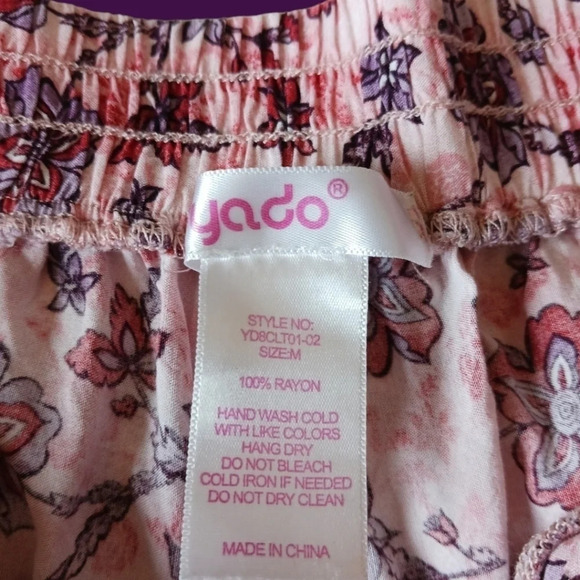 yado®
STYLE NO:
YD8CLT01-02
SIZE:M
100% RAYON
HAND WASH COLD
WITH LIKE COLORS
HANG DRY
DO NOT BLEACH
COLD IRON IF NEEDED
DO NOT DRY CLEAN
MADE IN CHINA